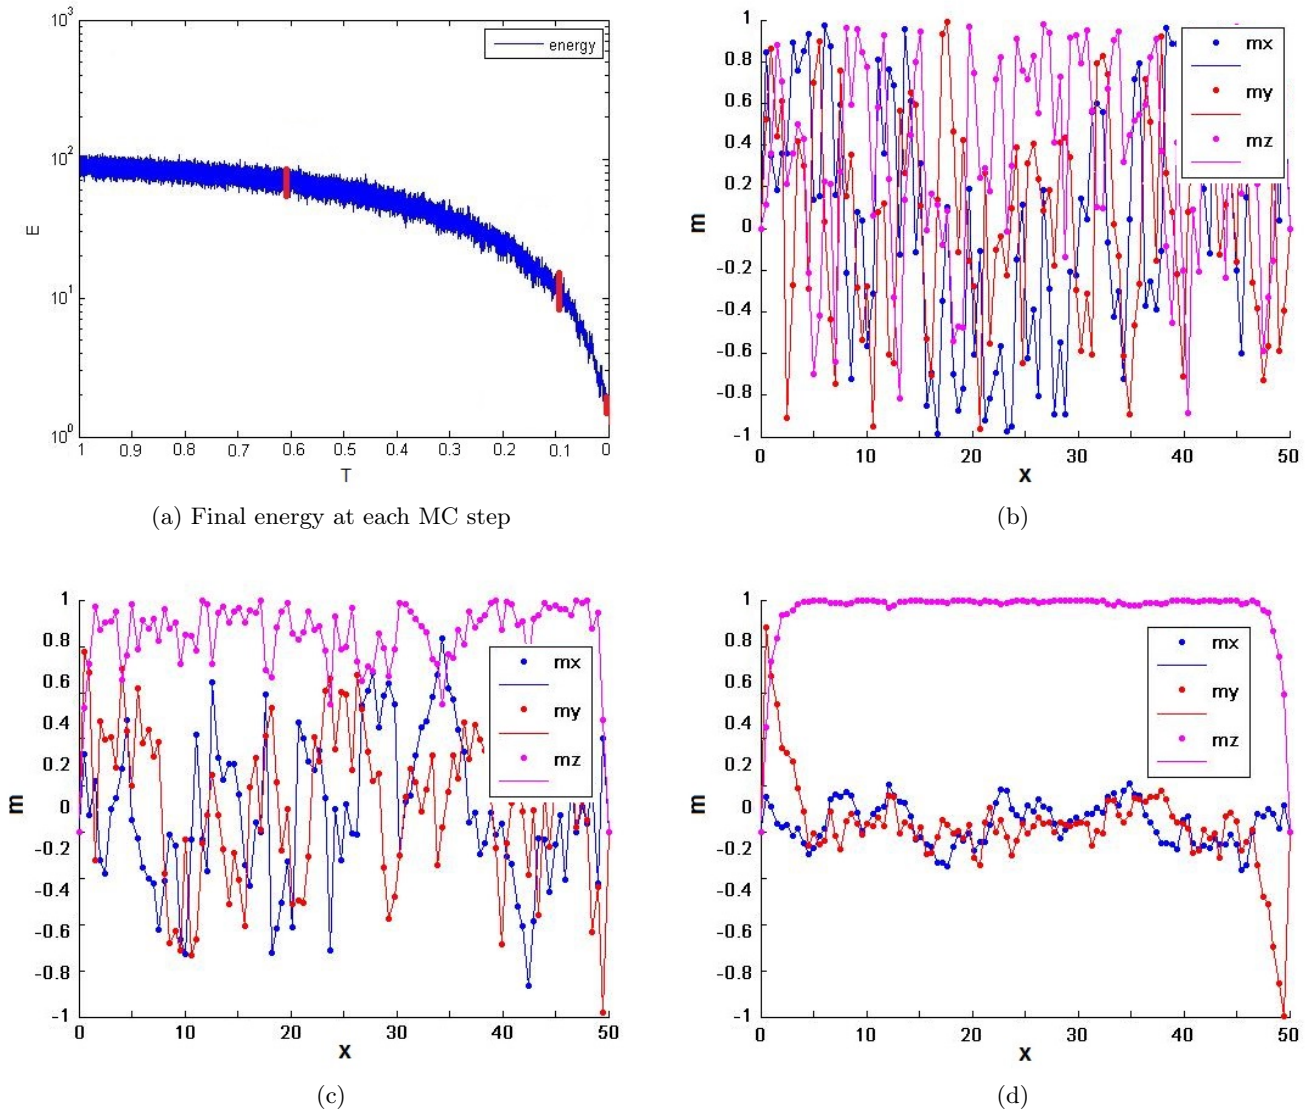 10^3
10^2
10^1
10^0
E
energy
1 0.9 0.8 0.7 0.6 0.5 0.4 0.3 0.2 0.1 0
T
(a) Final energy at each MC step
1
0.8
0.6
0.4
0.2
0
-0.2
-0.4
-0.6
-0.8
-1
m
mx
my
mz
0 10 20 30 40 50
x
(b)
1
0.8
0.6
0.4
0.2
0
-0.2
-0.4
-0.6
-0.8
-1
m
mx
my
mz
0 10 20 30 40 50
x
(c)
1
0.8
0.6
0.4
0.2
0
-0.2
-0.4
-0.6
-0.8
-1
m
mx
my
mz
0 10 20 30 40 50
x
(d)